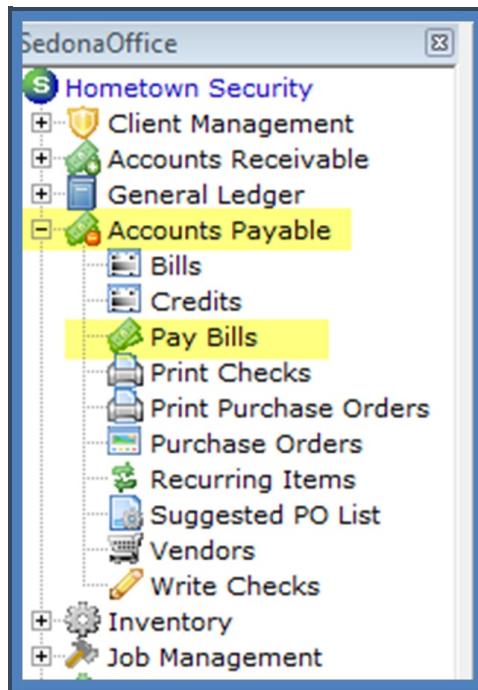 SedonaOffice
Hometown Security
Client Management
Accounts Receivable
General Ledger
Accounts Payable
Bills
Credits
Pay Bills
Print Checks
Print Purchase Orders
Purchase Orders
Recurring Items
Suggested PO List
Vendors
Write Checks
Inventory
Job Management